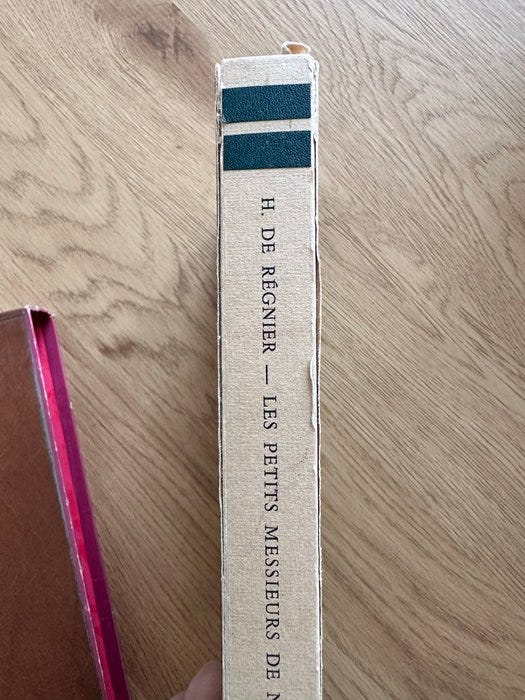 H. DE RÉGNIER — LES PETITS MESSIEURS DE N